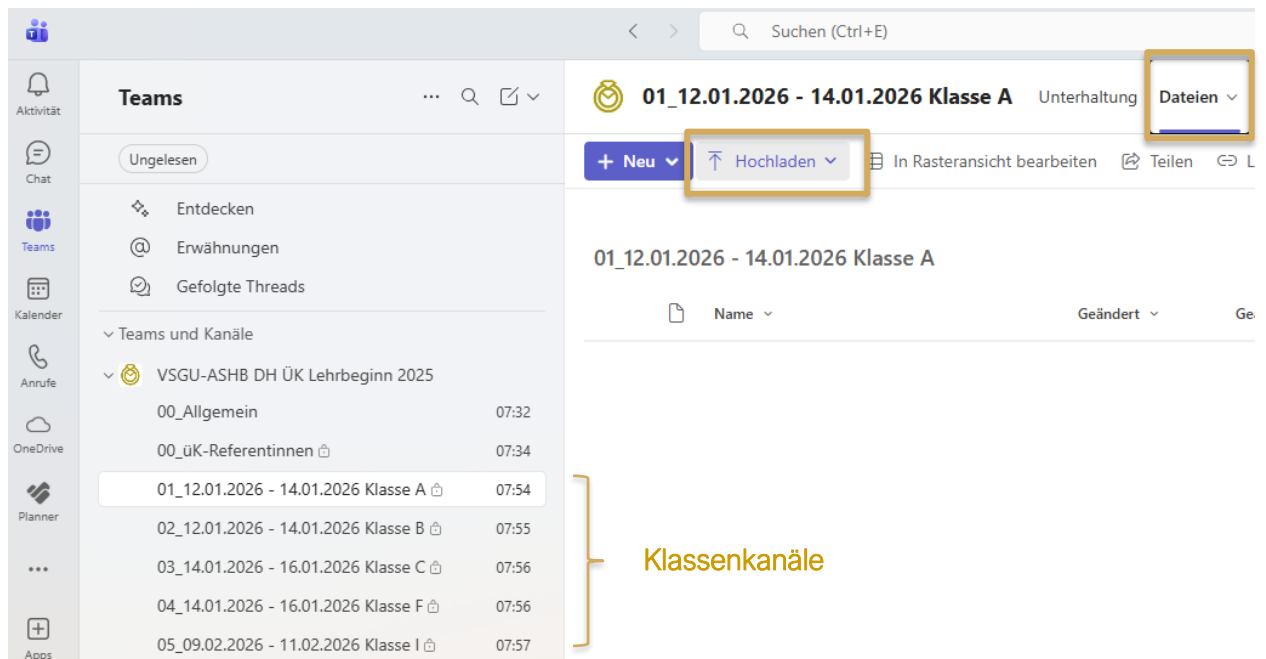 Suchen (Ctrl+E)
Aktivität
Chat
Teams
Kalender
Anrufe
OneDrive
Planner
Apps
Teams
Ungelesen
Entdecken
Erwähnungen
Gefolgte Threads
Teams und Kanäle
VSGU-ASHB DH ÜK Lehrbeginn 2025
00_Allgemein 07:32
00_üK-Referentinnen 07:34
01_12.01.2026 - 14.01.2026 Klasse A 07:54
02_12.01.2026 - 14.01.2026 Klasse B 07:55
03_14.01.2026 - 16.01.2026 Klasse C 07:56
04_14.01.2026 - 16.01.2026 Klasse F 07:56
05_09.02.2026 - 11.02.2026 Klasse I 07:57
01_12.01.2026 - 14.01.2026 Klasse A Unterhaltung Dateien
+ Neu Hochladen In Rasteransicht bearbeiten Teilen L
01_12.01.2026 - 14.01.2026 Klasse A
Name Geändert Ge
Klassenkanäle